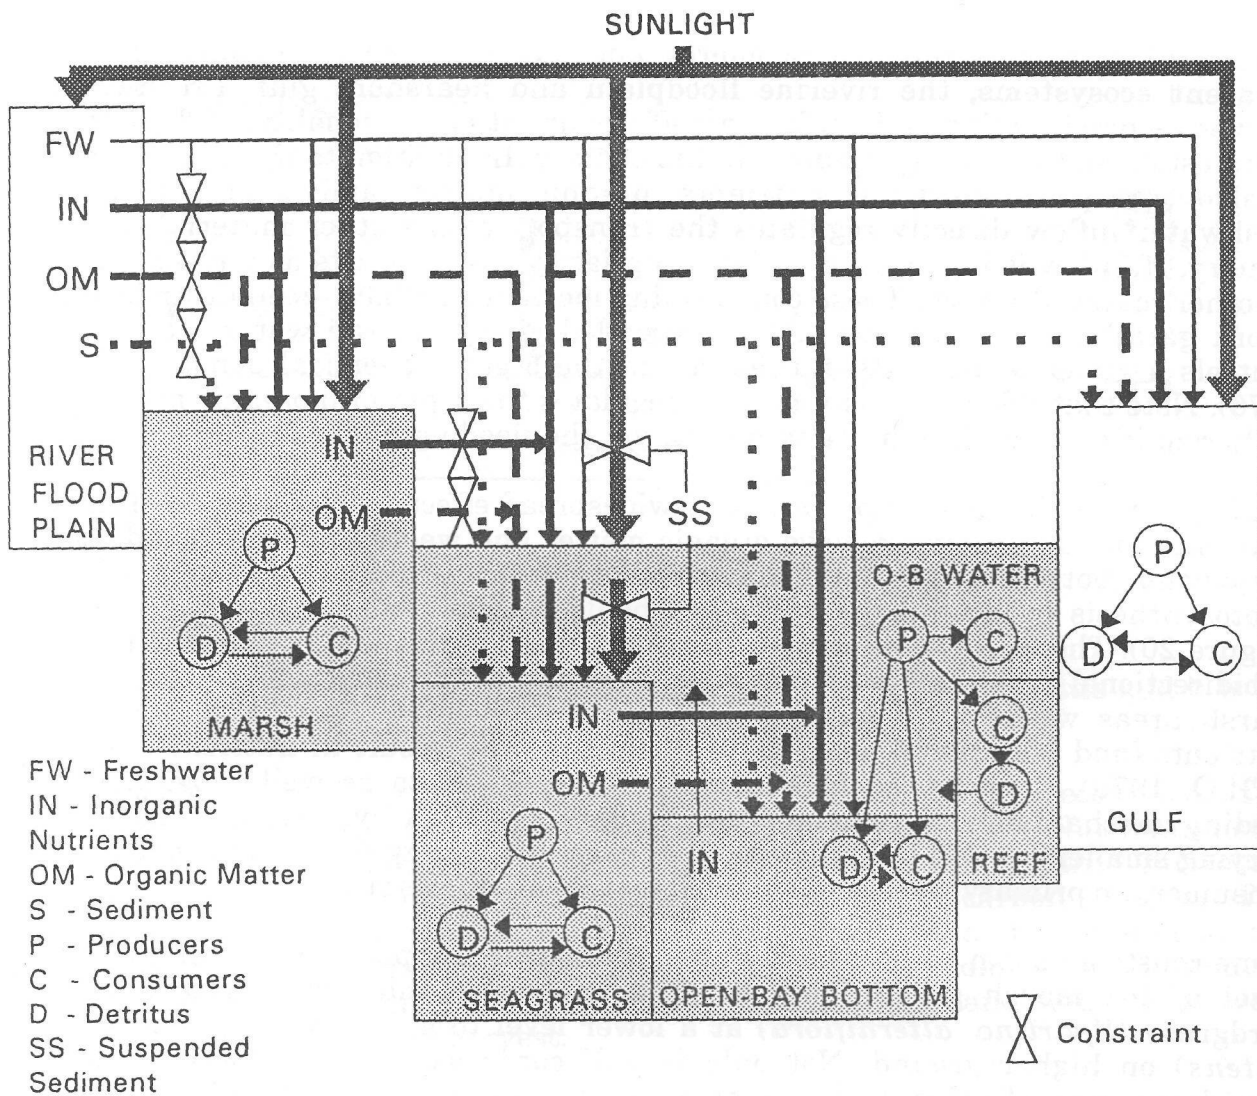 SUNLIGHT
FW
IN
OM
S
RIVER
FLOOD
PLAIN
IN
OM
SS
P
D
C
MARSH
O-B WATER
P
C
C
D
P
D
C
GULF
REEF
IN
OM
IN
D
C
P
D
C
SEAGRASS
OPEN-BAY BOTTOM
FW - Freshwater
IN - Inorganic
Nutrients
OM - Organic Matter
S - Sediment
P - Producers
C - Consumers
D - Detritus
SS - Suspended
Sediment
Constraint